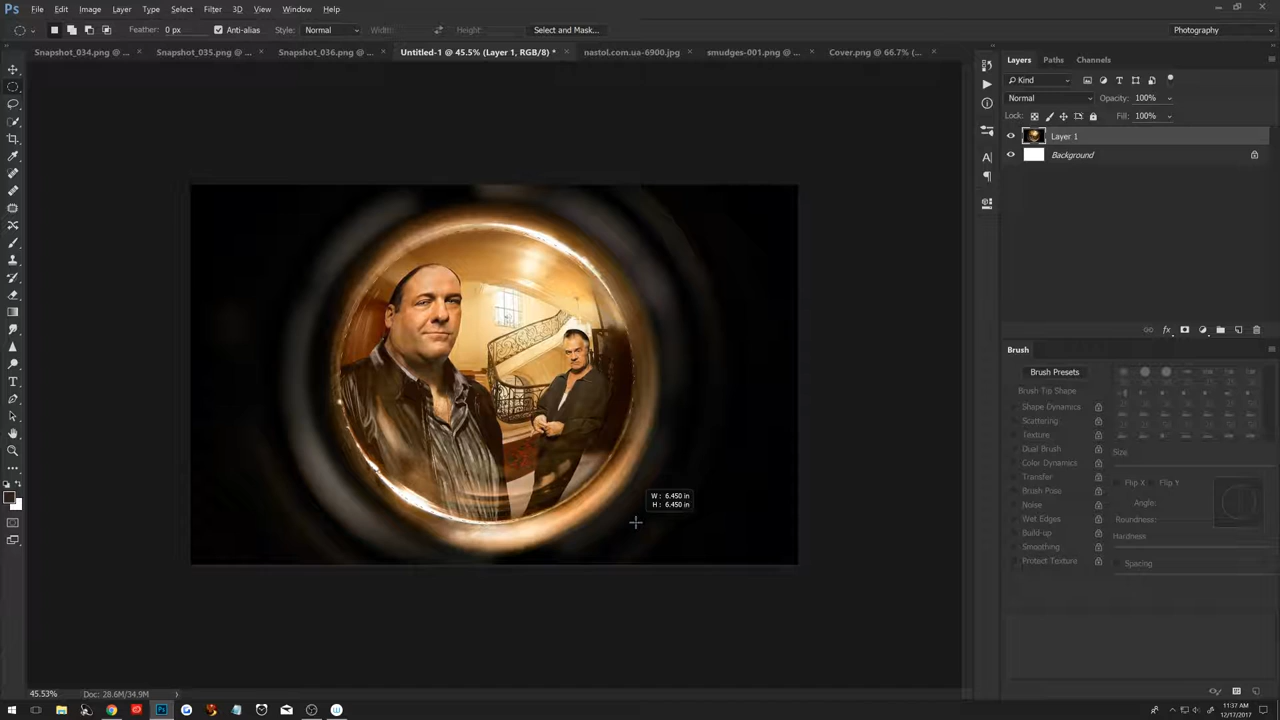 Ps File Edit Image Layer Type Select Filter 3D View Window Help
Feather: 0 px Anti-alias Style: Normal Width: Height: Select and Mask... Photography
Snapshot_034.png @ ... × Snapshot_035.png @ ... × Snapshot_036.png @ ... × Untitled-1 @ 45.5% (Layer 1, RGB/8) * × nastol.com.ua-6900.jpg × smudges-001.png @ ... × Cover.png @ 66.7% (... ×
Layers Paths Channels
Kind
Normal Opacity: 100%
Lock: Fill: 100%
Layer 1
Background
fx
Brush
Brush Presets
Brush Tip Shape
Shape Dynamics
Scattering
Texture
Dual Brush
Size
Color Dynamics
Transfer
Flip X Flip Y
Brush Pose
W: 6.450 in
H: 6.450 in
Angle:
Noise
Wet Edges
Roundness:
Build-up
Hardness
Smoothing
Protect Texture
Spacing
45.53% Doc: 28.6M/34.9M
11:37 AM
12/17/2017